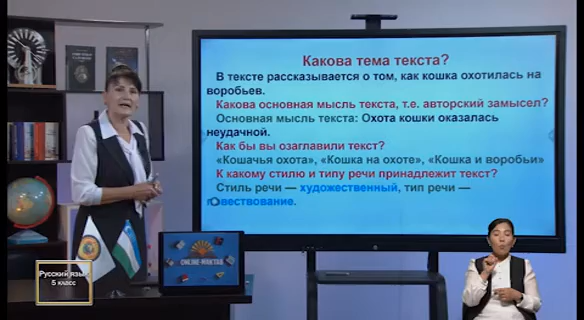 Какова тема текста?
В тексте рассказывается о том, как кошка охотилась на
воробьев.
Какова основная мысль текста, т.е. авторский замысел?
Основная мысль текста: Охота кошки оказалась
неудачной.
Как бы вы озаглавили текст?
«Кошачья охота», «Кошка на охоте», «Кошка и воробьи»
К какому стилю и типу речи принадлежит текст?
Стиль речи — художественный, тип речи —
повествование.
ONLINE-MAKTAB
Русский язык
5 класс